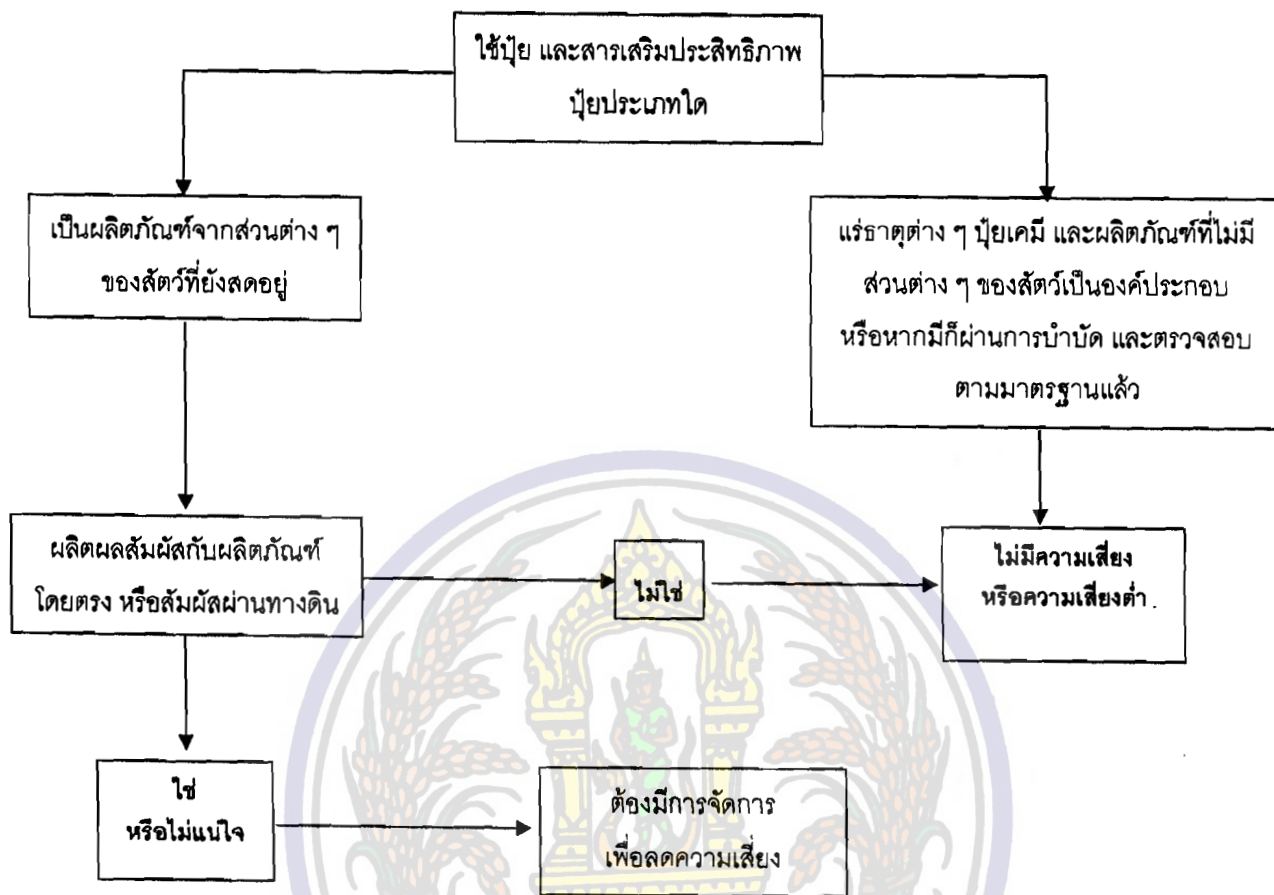 ใช้ปุ๋ย และสารเสริมประสิทธิภาพ
ปุ๋ยประเภทใด
เป็นผลิตภัณฑ์จากส่วนต่าง ๆ
ของสัตว์ที่ยังสดอยู่
แร่ธาตุต่าง ๆ ปุ๋ยเคมี และผลิตภัณฑ์ที่ไม่มี
ส่วนต่าง ๆ ของสัตว์เป็นองค์ประกอบ
หรือหากมีก็ผ่านการบำบัด และตรวจสอบ
ตามมาตรฐานแล้ว
ผลิตผลสัมผัสกับผลิตภัณฑ์
โดยตรง หรือสัมผัสผ่านทางดิน
ไม่ใช่
ไม่มีความเสี่ยง
หรือความเสี่ยงต่ำ
ใช่
หรือไม่แน่ใจ
ต้องมีการจัดการ
เพื่อลดความเสี่ยง